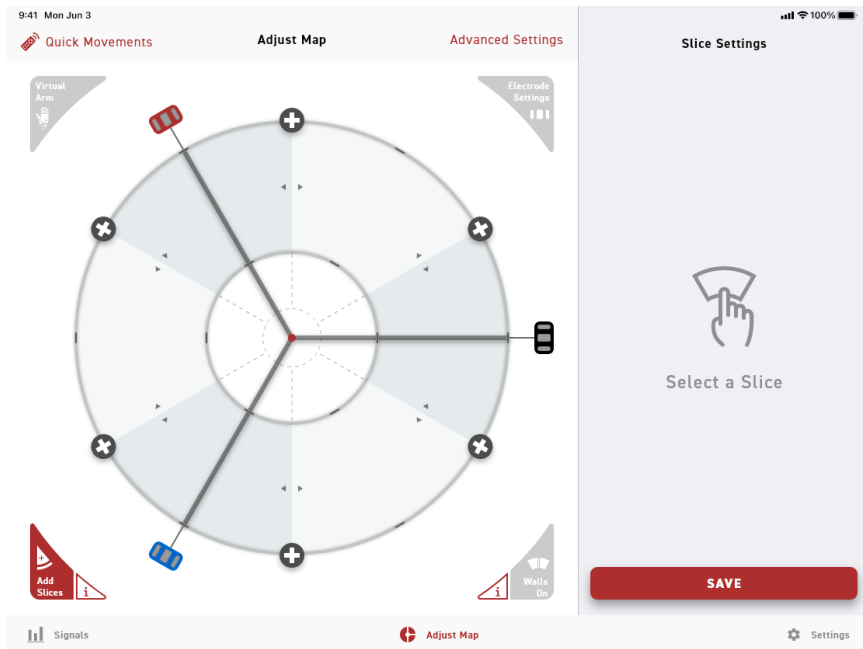 9:41 Mon Jun 3
100%
Quick Movements
Adjust Map
Advanced Settings
Slice Settings
Virtual
Arm
Electrode
Settings
Select a Slice
Add
Slices
i
i
Walls
On
SAVE
Signals
Adjust Map
Settings